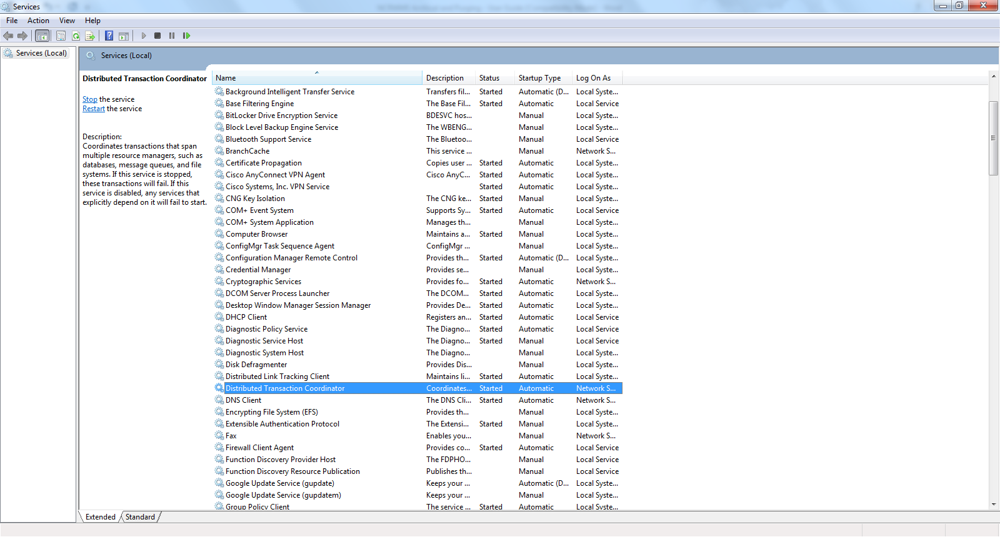 Services
File Action View Help
Services (Local)
Services (Local)
Distributed Transaction Coordinator
Stop the service
Restart the service
Description:
Coordinates transactions that span
multiple resource managers, such as
databases, message queues, and file
systems. If this service is stopped,
these transactions will fail. If this
service is disabled, any services that
explicitly depend on it will fail to start.
Name Description Status Startup Type Log On As
Background Intelligent Transfer Service Transfers fil... Started Automatic (D... Local Syste...
Base Filtering Engine The Base Fil... Started Automatic Local Service
BitLocker Drive Encryption Service BDESVC hos... Manual Local Syste...
Block Level Backup Engine Service The WBENG... Manual Local Syste...
Bluetooth Support Service The Bluetoo... Manual Local Service
BranchCache This service ... Manual Network S...
Certificate Propagation Copies user ... Started Automatic Local Syste...
Cisco AnyConnect VPN Agent Cisco AnyC... Started Automatic Local Syste...
Cisco Systems, Inc. VPN Service Started Automatic Local Syste...
CNG Key Isolation The CNG ke... Started Manual Local Syste...
COM+ Event System Supports Sy... Started Automatic Local Service
COM+ System Application Manages th... Manual Local Syste...
Computer Browser Maintains a... Started Manual Local Syste...
ConfigMgr Task Sequence Agent ConfigMgr ... Manual Local Syste...
Configuration Manager Remote Control Provides th... Started Automatic (D... Local Syste...
Credential Manager Provides se... Manual Local Syste...
Cryptographic Services Provides fo... Started Automatic Network S...
DCOM Server Process Launcher The DCOM... Started Automatic Local Syste...
Desktop Window Manager Session Manager Provides De... Started Automatic Local Syste...
DHCP Client Registers an... Started Automatic Local Service
Diagnostic Policy Service The Diagno... Started Automatic Local Service
Diagnostic Service Host The Diagno... Started Manual Local Service
Diagnostic System Host The Diagno... Manual Local Syste...
Disk Defragmenter Provides Dis... Manual Local Syste...
Distributed Link Tracking Client Maintains li... Started Automatic Local Syste...
Distributed Transaction Coordinator Coordinates... Started Automatic Network S...
DNS Client The DNS Cli... Started Automatic Network S...
Encrypting File System (EFS) Provides th... Manual Local Syste...
Extensible Authentication Protocol The Extensi... Started Manual Local Syste...
Fax Enables you... Manual Network S...
Firewall Client Agent Provides co... Started Automatic Local Service
Function Discovery Provider Host The FDPHO... Manual Local Service
Function Discovery Resource Publication Publishes th... Manual Local Service
Google Update Service (gupdate) Keeps your ... Automatic (D... Local Syste...
Google Update Service (gupdatem) Keeps your ... Manual Local Syste...
Group Policy Client The service ... Started Automatic Local Syste...
Extended Standard